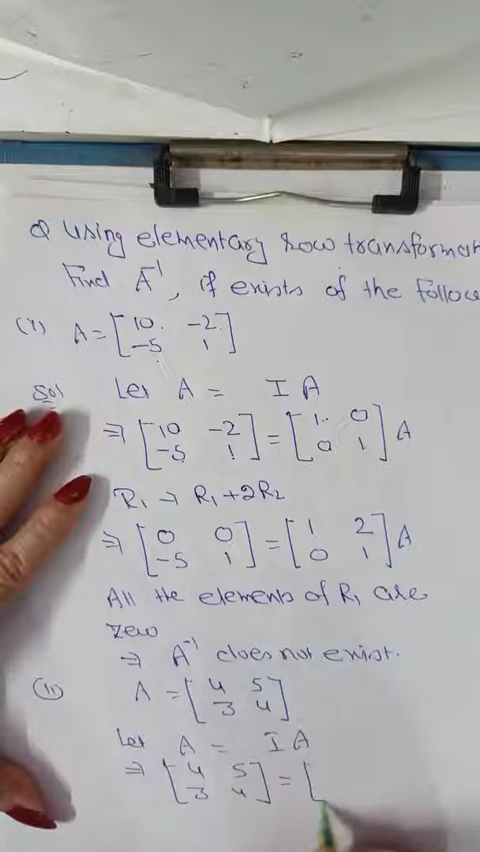 Q Using elementary row transformat
Find A⁻¹, if exists of the follow
(i) A = [10 -2
-5 1]
Sol Let A = I A
⇒ [10 -2
-5 1] = [1 0
0 1] A
R₁ → R₁ + 2R₂
⇒ [0 0
-5 1] = [1 2
0 1] A
All the elements of R₁ are
zero
⇒ A⁻¹ does not exist.
(ii) A = [4 5
3 4]
Let A = I A
⇒ [4 5
3 4] = [